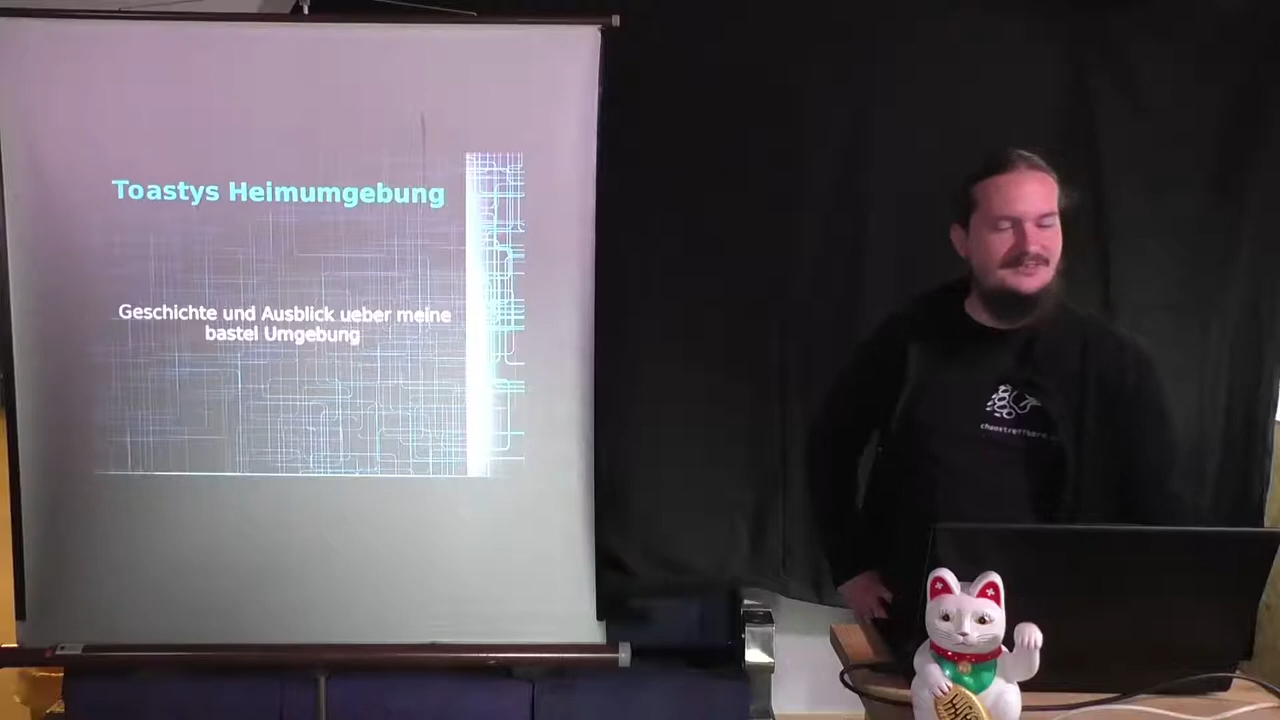 Toastys Heimumgebung
Geschichte und Ausblick ueber meine
bastel Umgebung